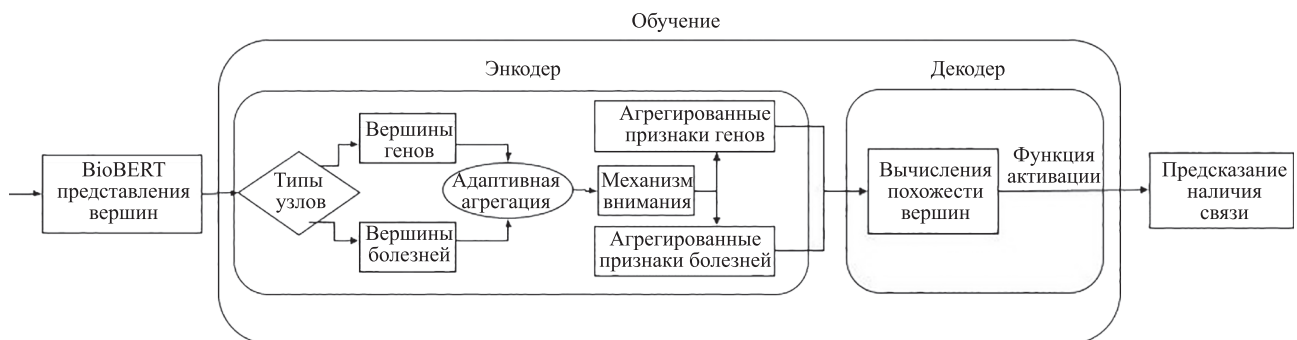 Обучение
Энкодер
Декодер
BioBERT
представления
вершин
Типы
узлов
Вершины
генов
Вершины
болезней
Адаптивная
агрегация
Механизм
внимания
Агрегированные
признаки генов
Агрегированные
признаки болезней
Вычисления
похожести
вершин
Функция
активации
Предсказание
наличия
связи